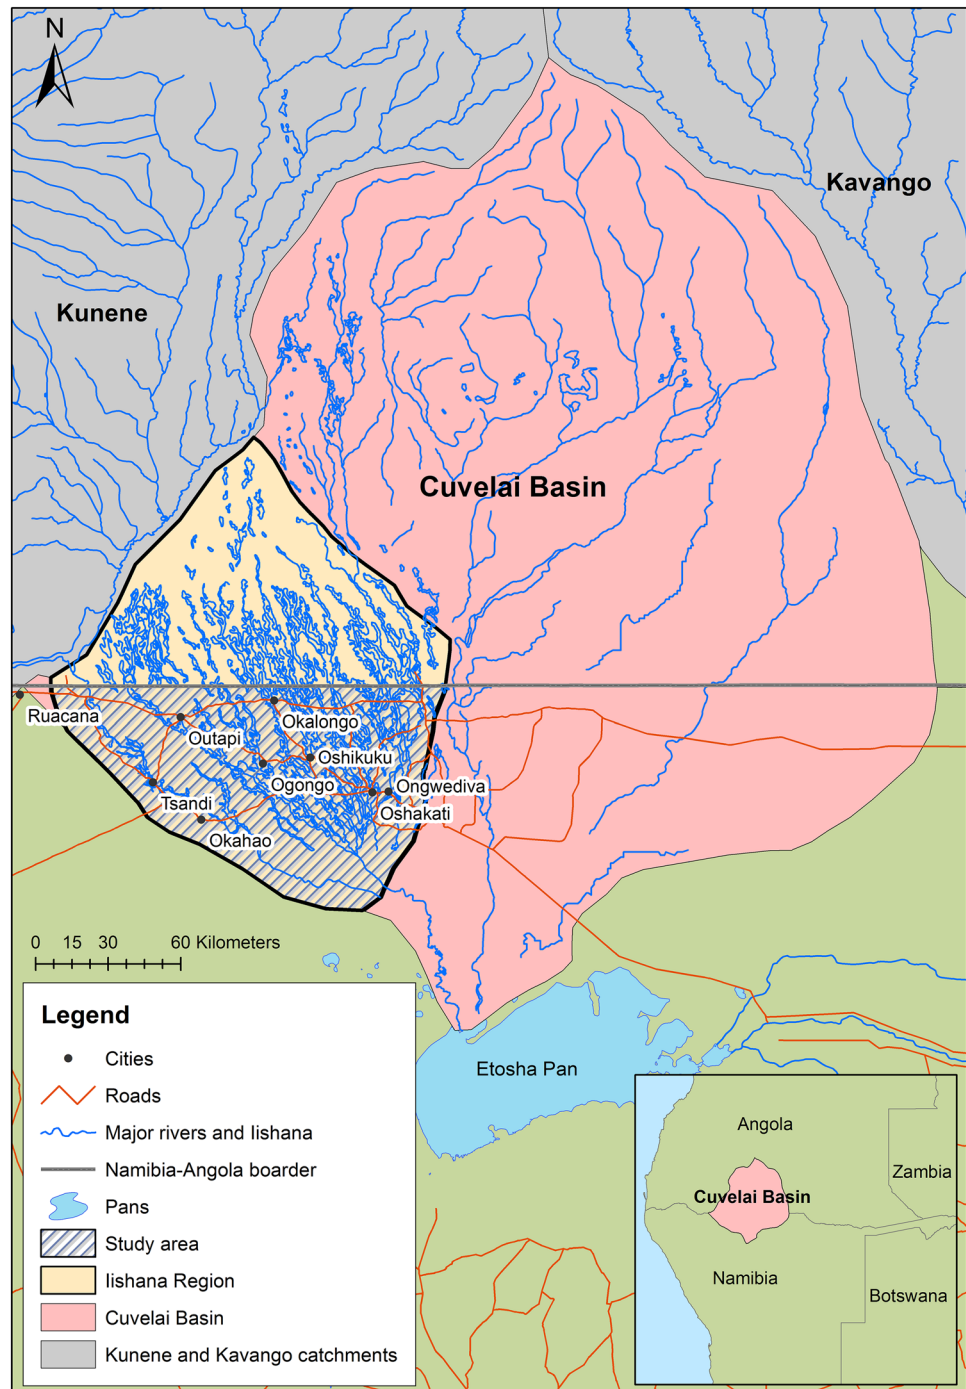 N
Kavango
Kunene
Cuvelai Basin
Ruacana
Okalongo
Outapi
Oshikuku
Ogongo
Ongwediva
Tsandi
Oshakati
Okahao
0 15 30 60 Kilometers
Etosha Pan
Legend
Cities
Roads
Major rivers and Iishana
Namibia-Angola boarder
Pans
Study area
Iishana Region
Cuvelai Basin
Kunene and Kavango catchments
Angola
Zambia
Cuvelai Basin
Namibia
Botswana